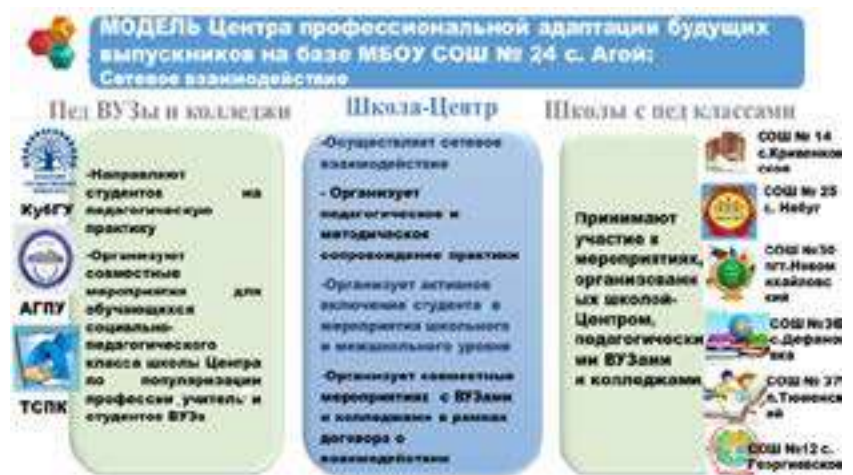 МОДЕЛЬ Центра профессиональной адаптации будущих
выпускников на базе МБОУ СОШ № 24 с. Агой:
Сетевое взаимодействие
Пед ВУЗы и колледжи
КубГУ
АГПУ
ТСПК
-Направляют
студентов на
педагогическую
практику
-Организуют
совместные
мероприятия для
обучающихся
социально-
педагогического
класса школы Центра
по популяризации
профессии учитель и
студентов ВУЗа
Школа-Центр
-Осуществляет сетевое
взаимодействие
- Организует
педагогическое и
методическое
сопровождение практики
-Организует активное
включение студента в
мероприятия школьного
и межшкольного уровня
-Организует совместные
мероприятия с ВУЗами
и колледжами в рамках
договора о
взаимодействии
Школы с пед классами
Принимают
участие в
мероприятиях,
организованн
ых школой-
Центром,
педагогически
ми ВУЗами
и колледжами
СОШ № 14
с.Кривенков
ское
СОШ № 25
с. Небуг
СОШ №30
пгт.Новом
ихайловс
кий
СОШ №36
с.Дефанов
ка
СОШ № 37
п.Тюменск
ий
СОШ №12 с.
Георгиевское